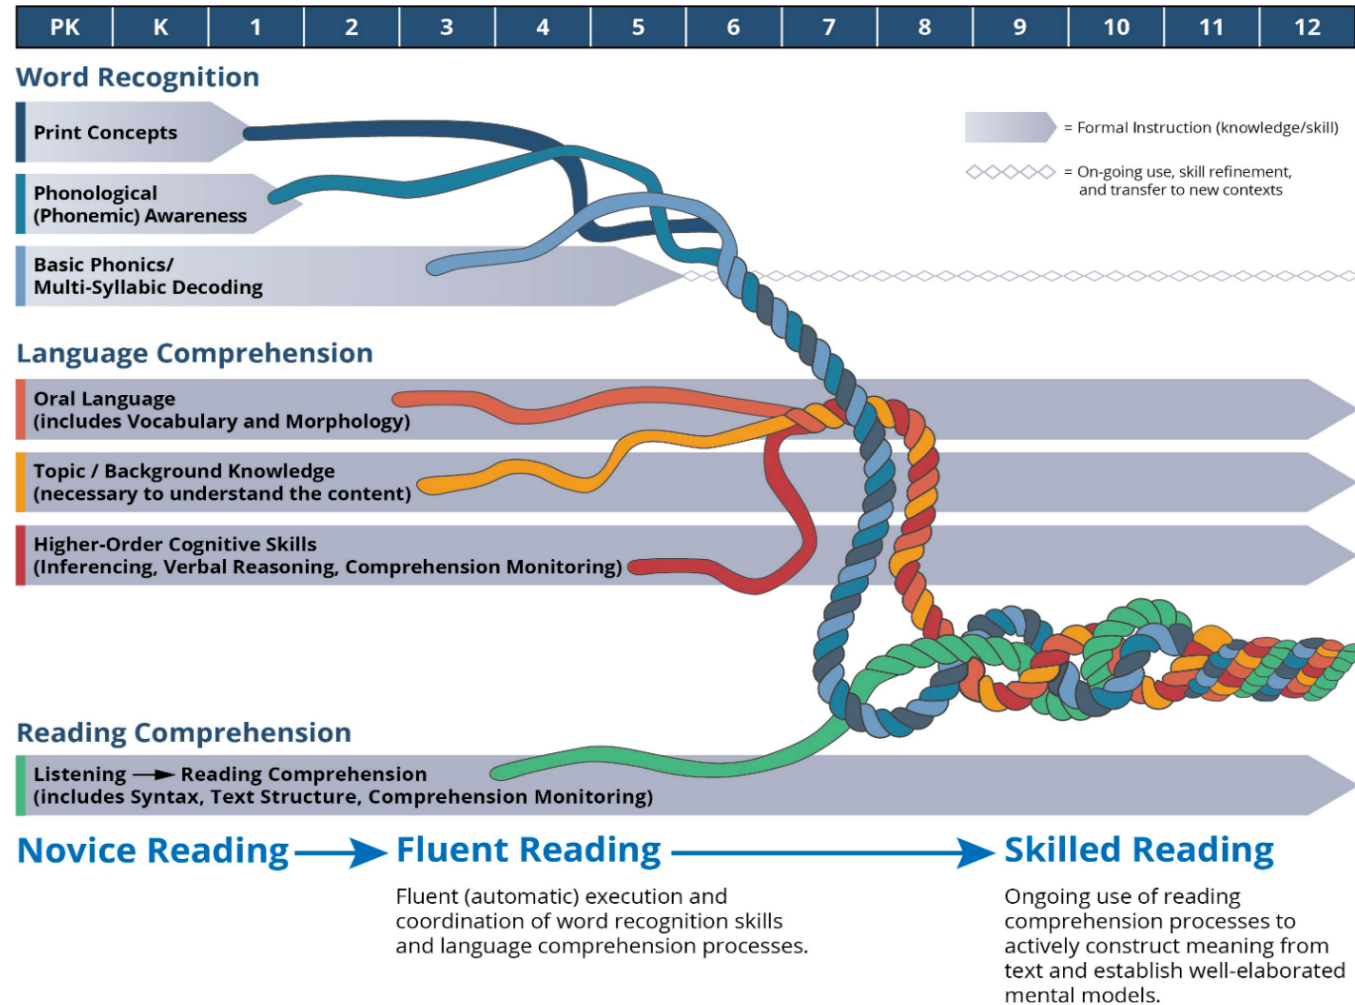 PK K 1 2 3 4 5 6 7 8 9 10 11 12
Word Recognition
Print Concepts
= Formal Instruction (knowledge/skill)
= On-going use, skill refinement,
and transfer to new contexts
Phonological
(Phonemic) Awareness
Basic Phonics/
Multi-Syllabic Decoding
Language Comprehension
Oral Language
(includes Vocabulary and Morphology)
Topic / Background Knowledge
(necessary to understand the content)
Higher-Order Cognitive Skills
(Inferencing, Verbal Reasoning, Comprehension Monitoring)
Reading Comprehension
Listening → Reading Comprehension
(includes Syntax, Text Structure, Comprehension Monitoring)
Novice Reading → Fluent Reading → Skilled Reading
Fluent (automatic) execution and
coordination of word recognition skills
and language comprehension processes.
Ongoing use of reading
comprehension processes to
actively construct meaning from
text and establish well-elaborated
mental models.